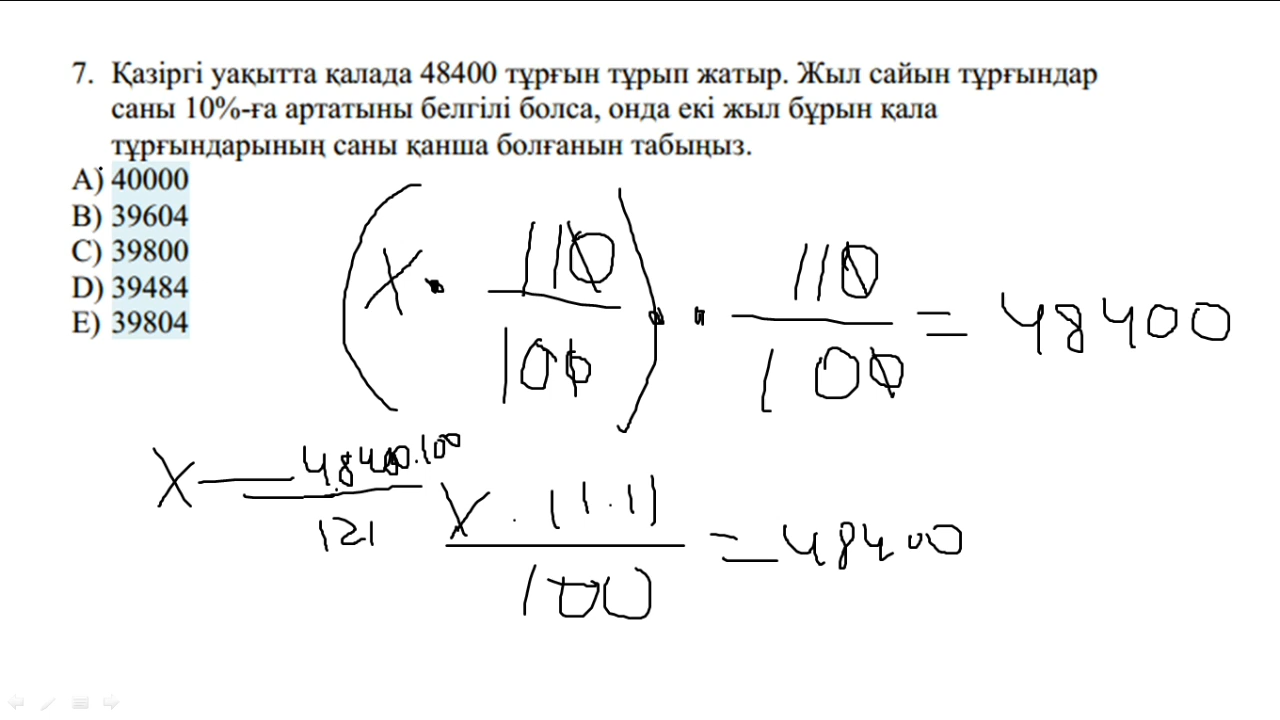 7. Қазіргі уақытта қалада 48400 тұрғын тұрып жатыр. Жыл сайын тұрғындар
саны 10%-ға артатыны белгілі болса, онда екі жыл бұрын қала
тұрғындарының саны қанша болғанын табыңыз.
A) 40000
B) 39604
C) 39800
D) 39484
E) 39804
(x · 110/100) · 110/100 = 48400
x · 11·11/100 = 48400
x = 48400·100/121